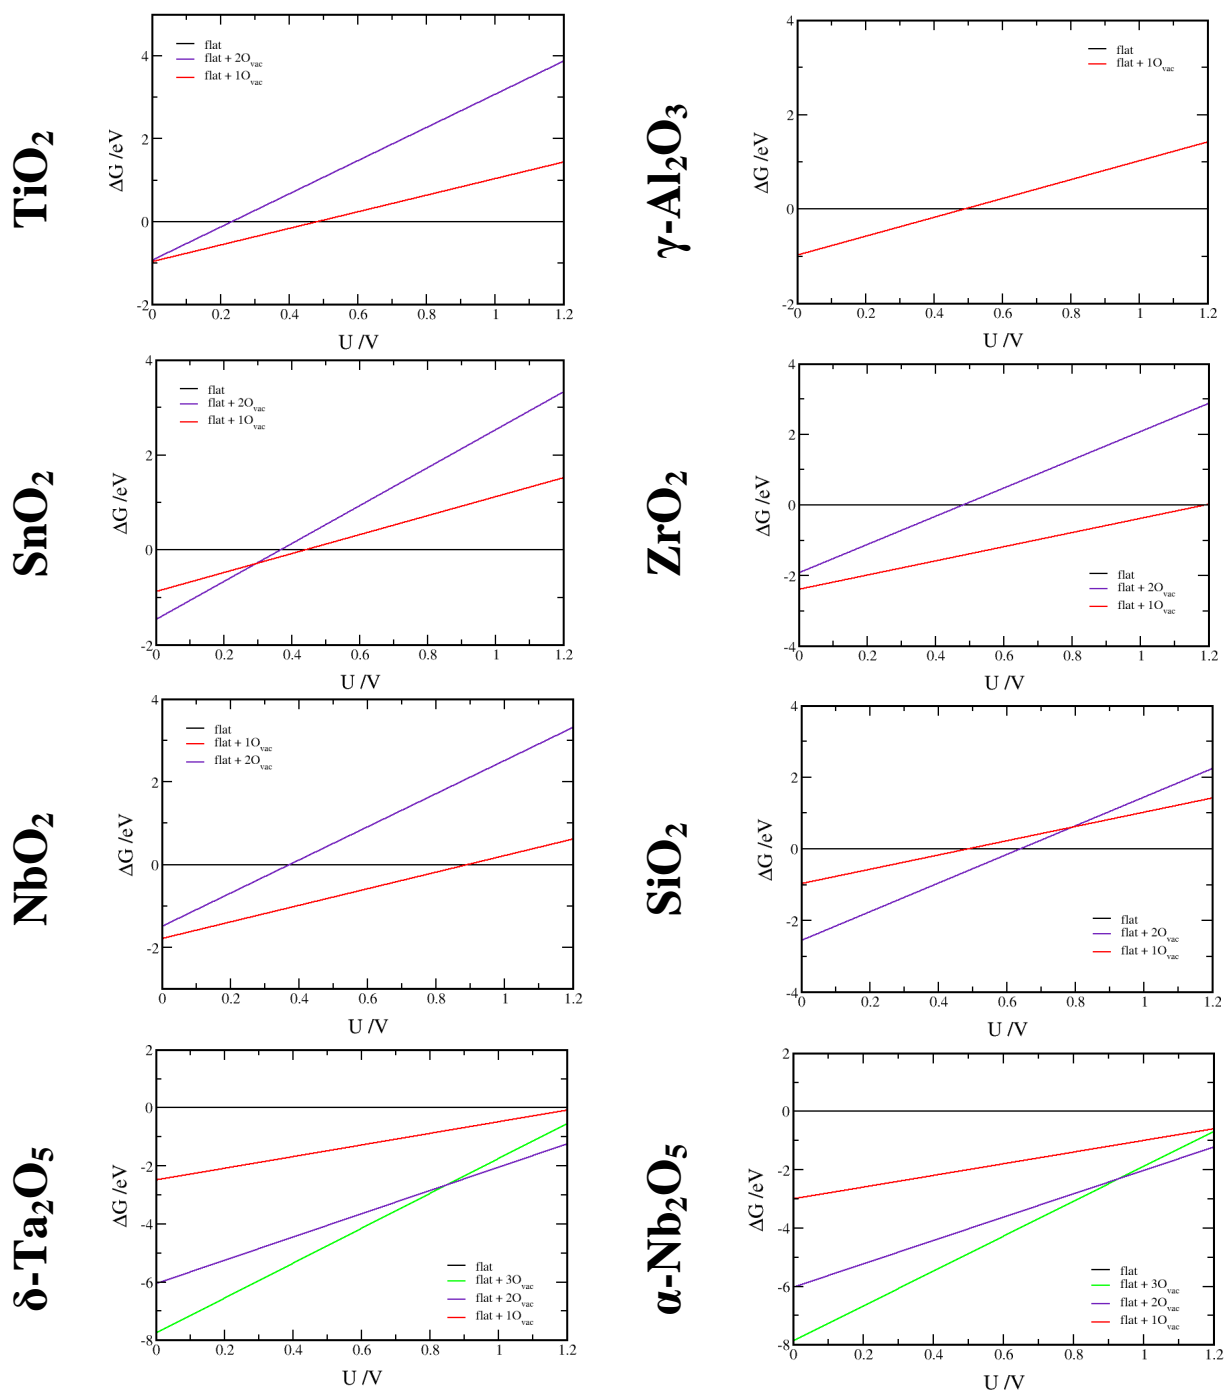 TiO2
ΔG /eV
4
2
0
-2
flat
flat + 2Ovac
flat + 1Ovac
0 0.2 0.4 0.6 0.8 1 1.2
U /V
γ-Al2O3
ΔG /eV
4
2
0
-2
flat
flat + 1Ovac
0 0.2 0.4 0.6 0.8 1 1.2
U /V
SnO2
ΔG /eV
4
2
0
-2
flat
flat + 2Ovac
flat + 1Ovac
0 0.2 0.4 0.6 0.8 1 1.2
U /V
ZrO2
ΔG /eV
4
2
0
-2
-4
flat
flat + 2Ovac
flat + 1Ovac
0 0.2 0.4 0.6 0.8 1 1.2
U /V
NbO2
ΔG /eV
4
2
0
-2
flat
flat + 1Ovac
flat + 2Ovac
0 0.2 0.4 0.6 0.8 1 1.2
U /V
SiO2
ΔG /eV
4
2
0
-2
-4
flat
flat + 2Ovac
flat + 1Ovac
0 0.2 0.4 0.6 0.8 1 1.2
U /V
δ-Ta2O5
ΔG /eV
2
0
-2
-4
-6
-8
flat
flat + 3Ovac
flat + 2Ovac
flat + 1Ovac
0 0.2 0.4 0.6 0.8 1 1.2
U /V
α-Nb2O5
ΔG /eV
2
0
-2
-4
-6
-8
flat
flat + 3Ovac
flat + 2Ovac
flat + 1Ovac
0 0.2 0.4 0.6 0.8 1 1.2
U /V